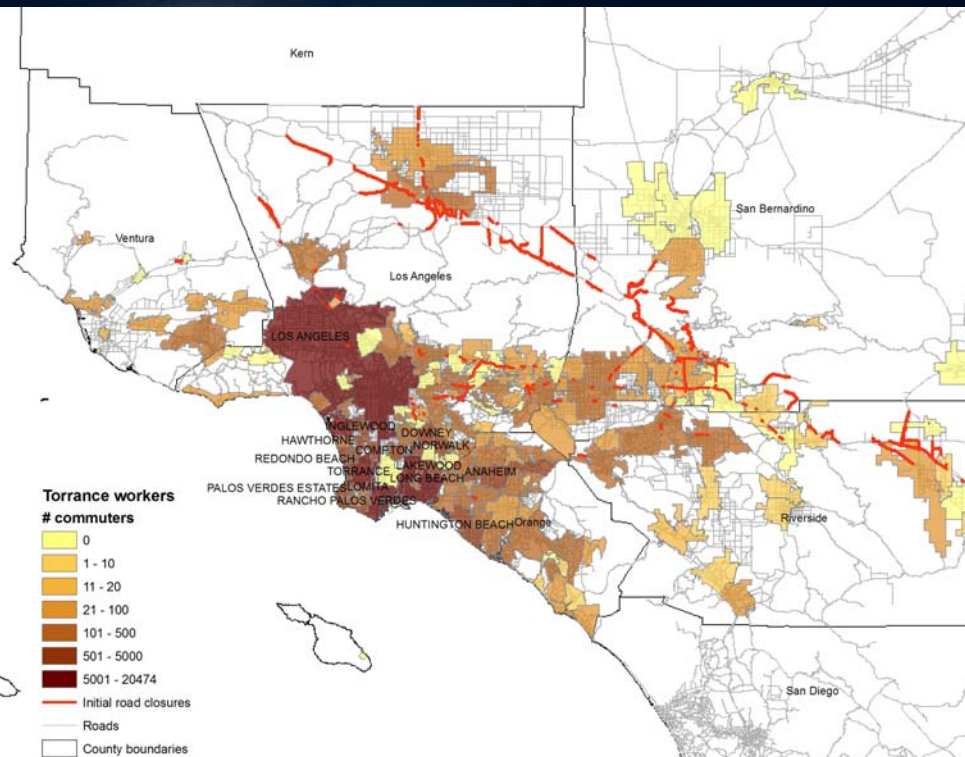 Kern
San Bernardino
Ventura
Los Angeles
LOS ANGELES
INGLEWOOD
DOWNEY
HAWTHORNE
NORWALK
COMPTON
REDONDO BEACH
LAKEWOOD
TORRANCE
ANAHEIM
LONG BEACH
PALOS VERDES ESTATES
LOMITA
RANCHO PALOS VERDES
HUNTINGTON BEACH
Orange
Riverside
San Diego
Torrance workers
# commuters
0
1 - 10
11 - 20
21 - 100
101 - 500
501 - 5000
5001 - 20474
Initial road closures
Roads
County boundaries